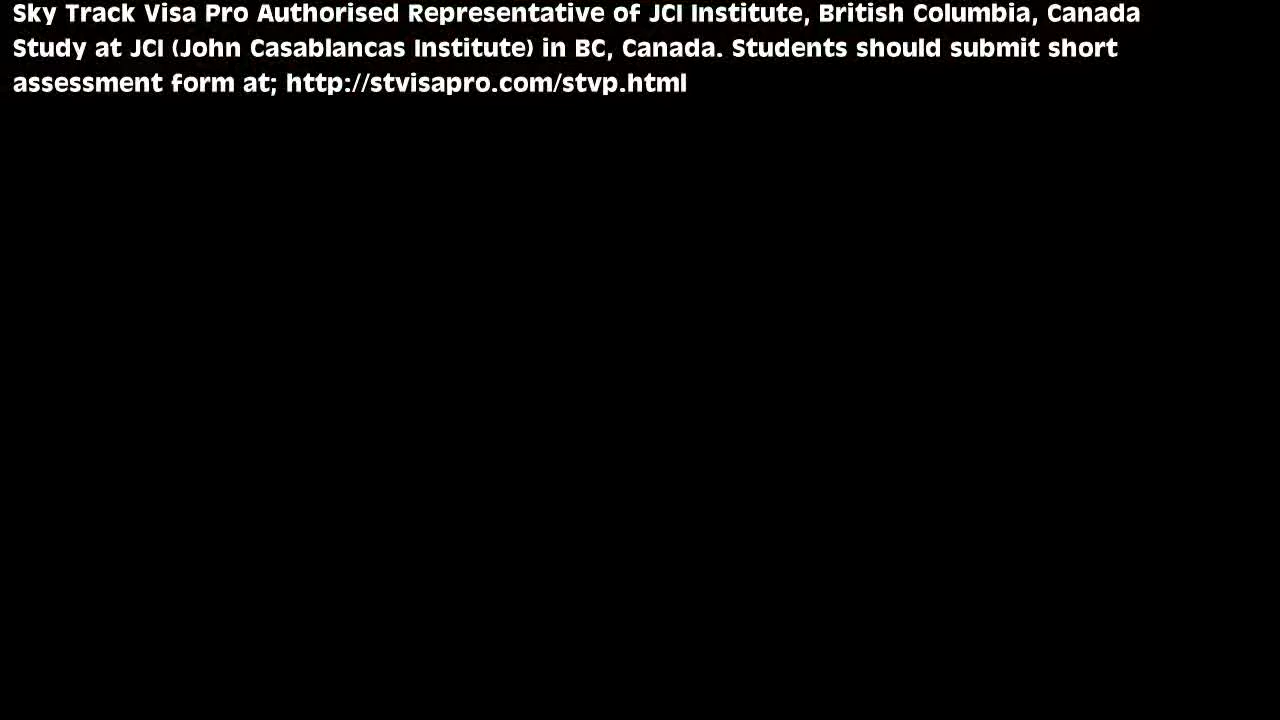 Sky Track Visa Pro Authorised Representative of JCI Institute, British Columbia, Canada
Study at JCI (John Casablancas Institute) in BC, Canada. Students should submit short
assessment form at; http://stvisapro.com/stvp.html